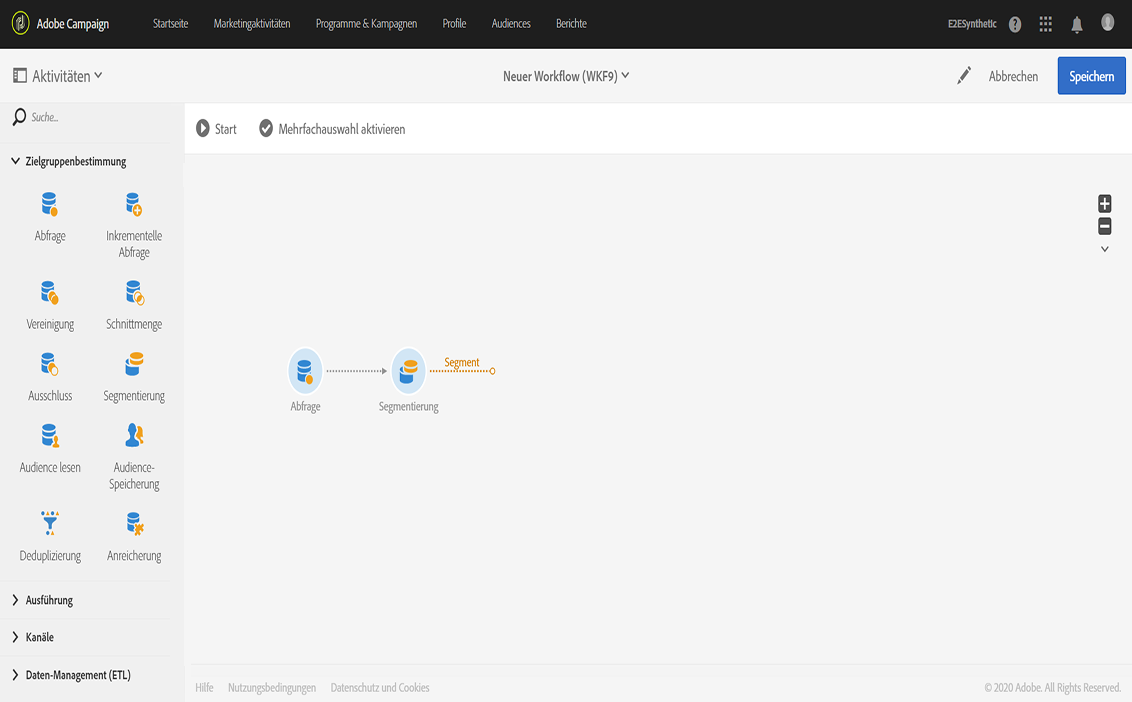 Adobe Campaign Startseite Marketingaktivitäten Programme & Kampagnen Profile Audiences Berichte E2ESynthetic
Aktivitäten Neuer Workflow (WKF9) Abbrechen Speichern
Suche...
Start Mehrfachauswahl aktivieren
Zielgruppenbestimmung
Abfrage
Inkrementelle
Abfrage
Vereinigung
Schnittmenge
Ausschluss
Segmentierung
Audience lesen
Audience-
Speicherung
Deduplizierung
Anreicherung
Ausführung
Kanäle
Daten-Management (ETL)
Segment
Abfrage
Segmentierung
Hilfe Nutzungsbedingungen Datenschutz und Cookies © 2020 Adobe. All Rights Reserved.